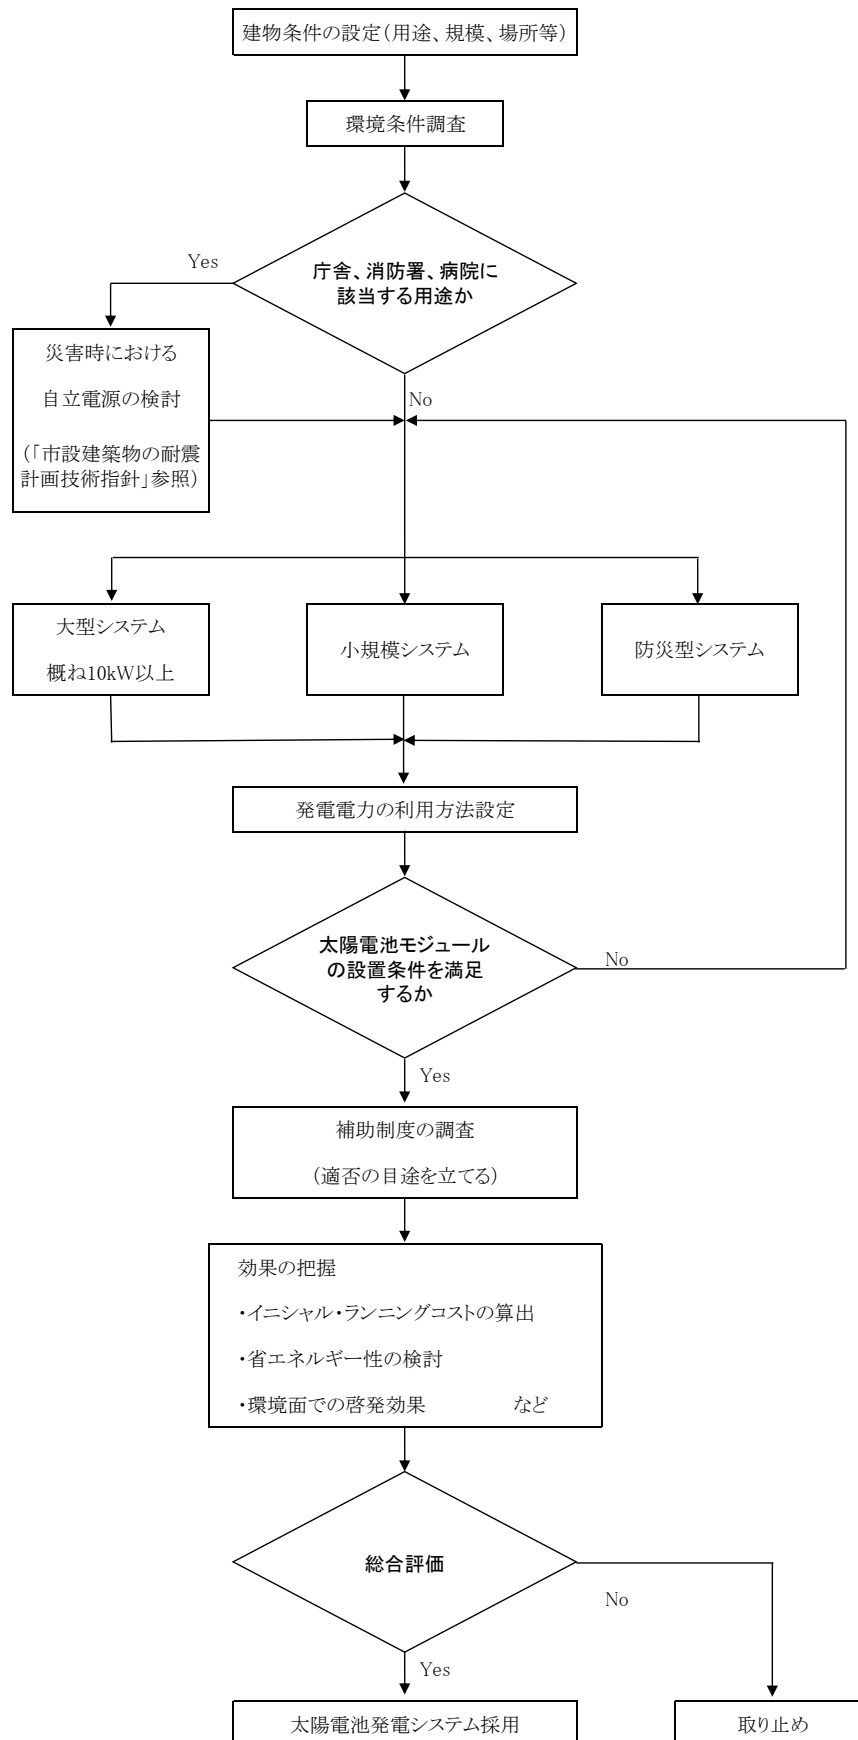 建物条件の設定(用途、規模、場所等)
環境条件調査
庁舎、消防署、病院に
該当する用途か
Yes
災害時における
自立電源の検討
(「市設建築物の耐震
計画技術指針」参照)
No
大型システム
概ね10kW以上
小規模システム
防災型システム
発電電力の利用方法設定
太陽電池モジュール
の設置条件を満足
するか
No
Yes
補助制度の調査
(適否の目途を立てる)
効果の把握
・イニシャル・ランニングコストの算出
・省エネルギー性の検討
・環境面での啓発効果 など
総合評価
No
Yes
太陽電池発電システム採用
取り止め